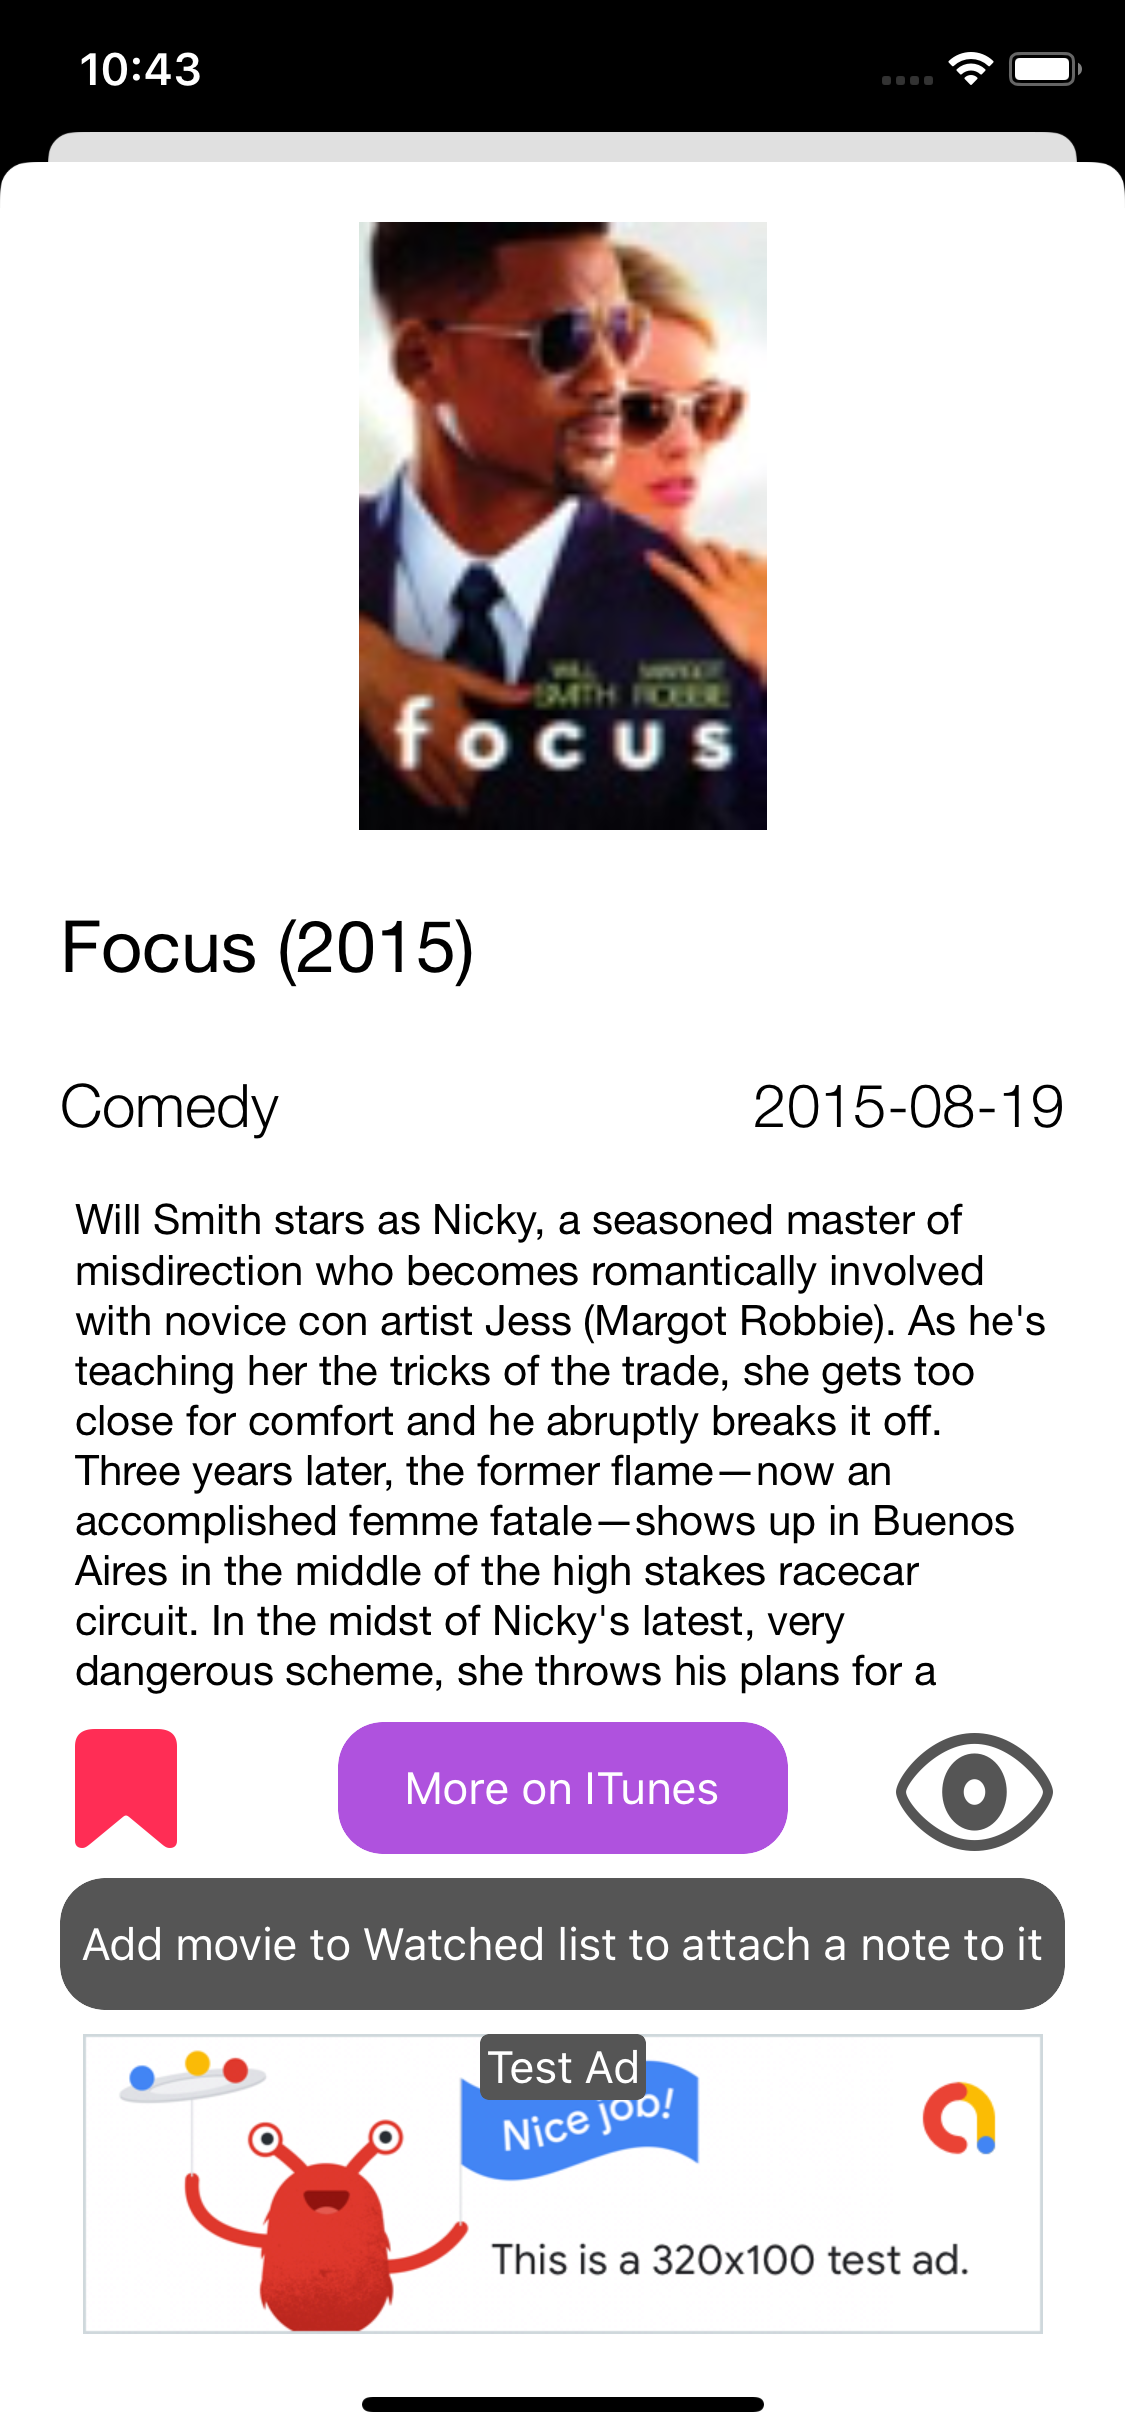 10:43
WILL MARGOT
SMITH ROBBIE
focus
Focus (2015)
Comedy
2015-08-19
Will Smith stars as Nicky, a seasoned master of
misdirection who becomes romantically involved
with novice con artist Jess (Margot Robbie). As he's
teaching her the tricks of the trade, she gets too
close for comfort and he abruptly breaks it off.
Three years later, the former flame—now an
accomplished femme fatale—shows up in Buenos
Aires in the middle of the high stakes racecar
circuit. In the midst of Nicky's latest, very
dangerous scheme, she throws his plans for a
More on ITunes
Add movie to Watched list to attach a note to it
Test Ad
Nice job!
This is a 320x100 test ad.